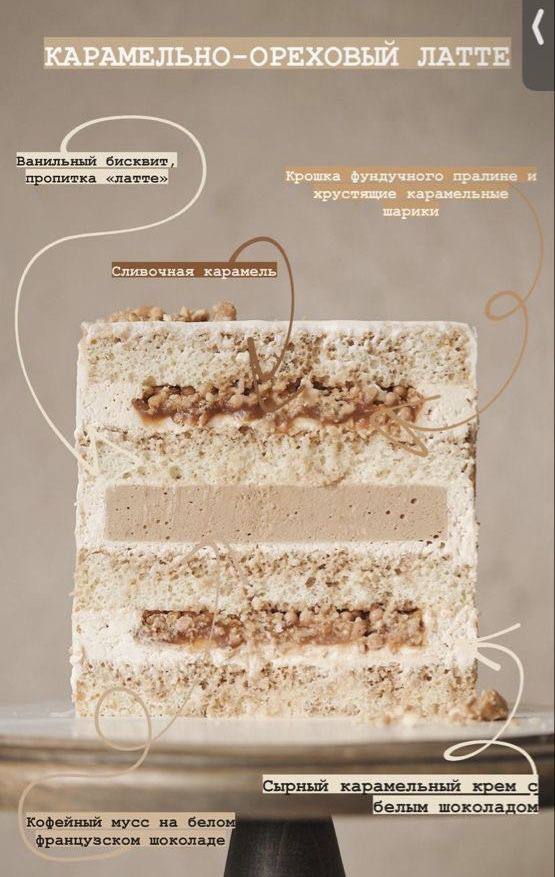 КАРАМЕЛЬНО-ОРЕХОВЫЙ ЛАТТЕ
Ванильный бисквит,
пропитка «латте»
Крошка фундучного пралине и
хрустящие карамельные
шарики
Сливочная карамель
Сырный карамельный крем с
белым шоколадом
Кофейный мусс на белом
французском шоколаде